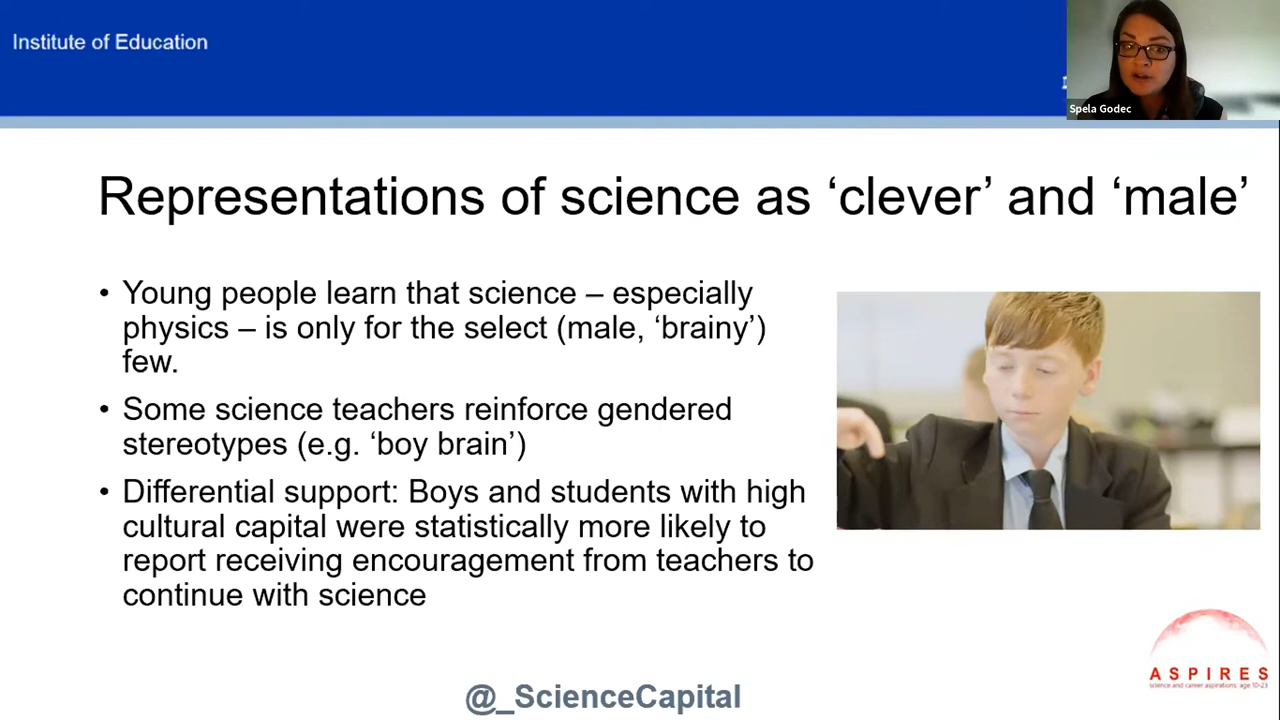 Institute of Education
Spela Godec
Representations of science as ‘clever’ and ‘male’
• Young people learn that science – especially
physics – is only for the select (male, ‘brainy’)
few.
• Some science teachers reinforce gendered
stereotypes (e.g. ‘boy brain’)
• Differential support: Boys and students with high
cultural capital were statistically more likely to
report receiving encouragement from teachers to
continue with science
ASPIRES
science and career aspirations: age 10-23
@_ScienceCapital